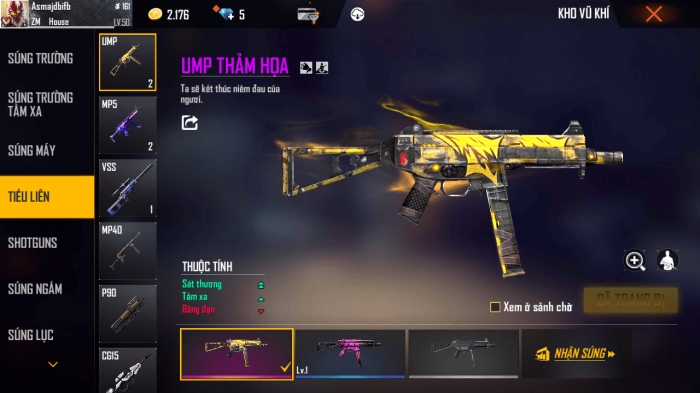 Asmajdbifb
# 161
ZM House
LV.50
2.176
5
KHO VŨ KHÍ
SÚNG TRƯỜNG
SÚNG TRƯỜNG
TẦM XA
SÚNG MÁY
TIỂU LIÊN
SHOTGUNS
SÚNG NGẮM
SÚNG LỤC
UMP
2
MP5
2
VSS
1
MP40
P90
CG15
UMP THẢM HỌA
Ta sẽ kết thúc niềm đau của
ngươi.
THUỘC TÍNH
Sát thương
Tầm xa
Băng đạn
Xem ở sảnh chờ
ĐÃ TRANG BỊ
Lv.1
NHẬN SÚNG